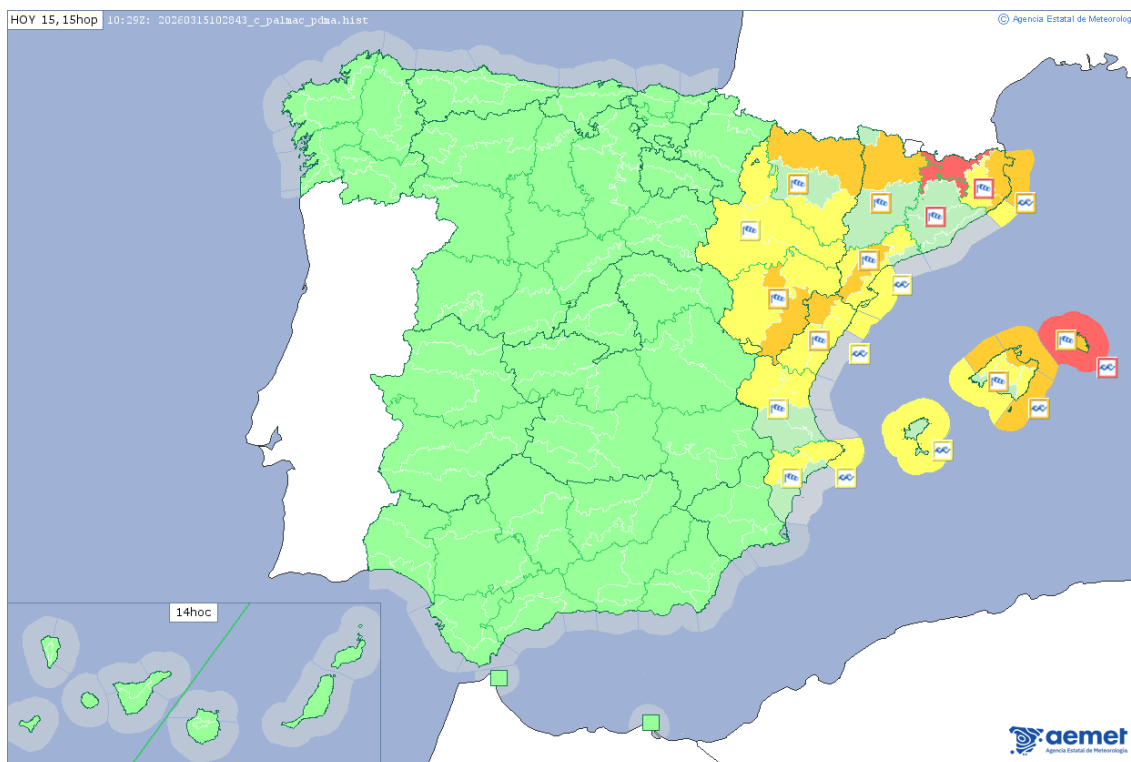 HOY 15, 15hop
10:29Z: 20260315102843_c_palmac_pdma.hist
© Agencia Estatal de Meteorolog
14hoc
aemet
Agencia Estatal de Meteorología